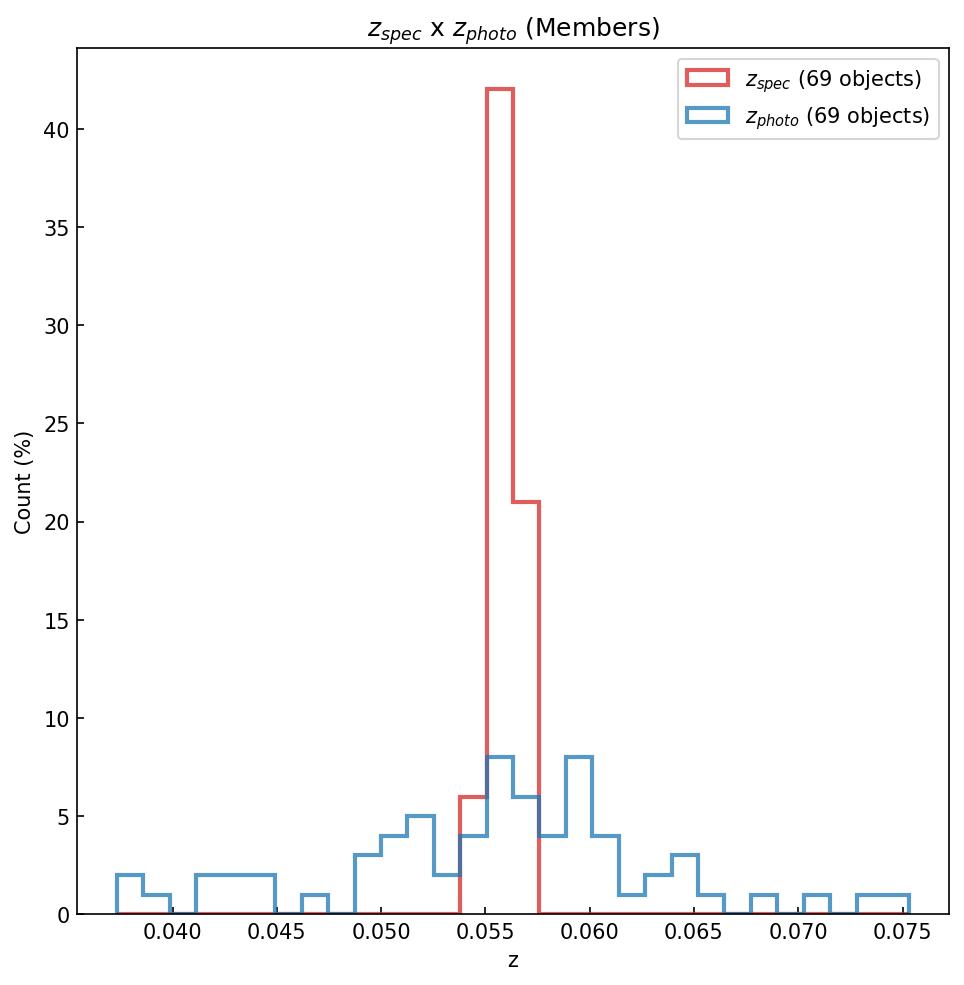 z_spec x z_photo (Members)
z_spec (69 objects)
z_photo (69 objects)
Count (%)
40
35
30
25
20
15
10
5
0
0.040 0.045 0.050 0.055 0.060 0.065 0.070 0.075
z